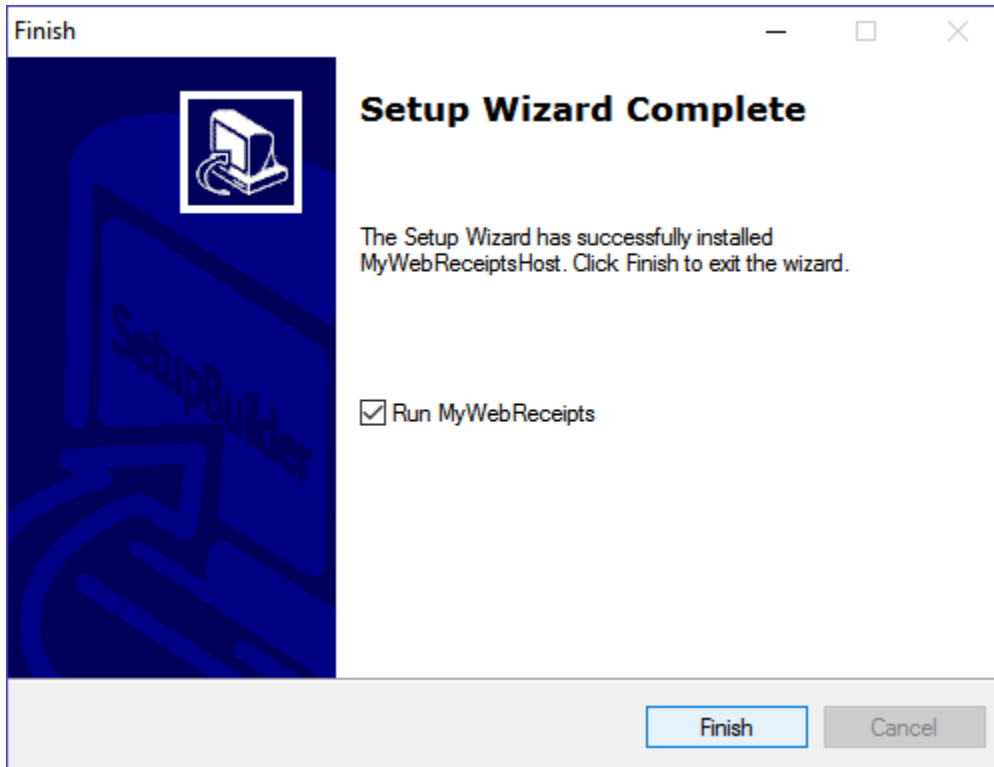 Finish
Setup Wizard Complete
The Setup Wizard has successfully installed
MyWebReceiptsHost. Click Finish to exit the wizard.
SetupBuilder
Run MyWebReceipts
Finish
Cancel